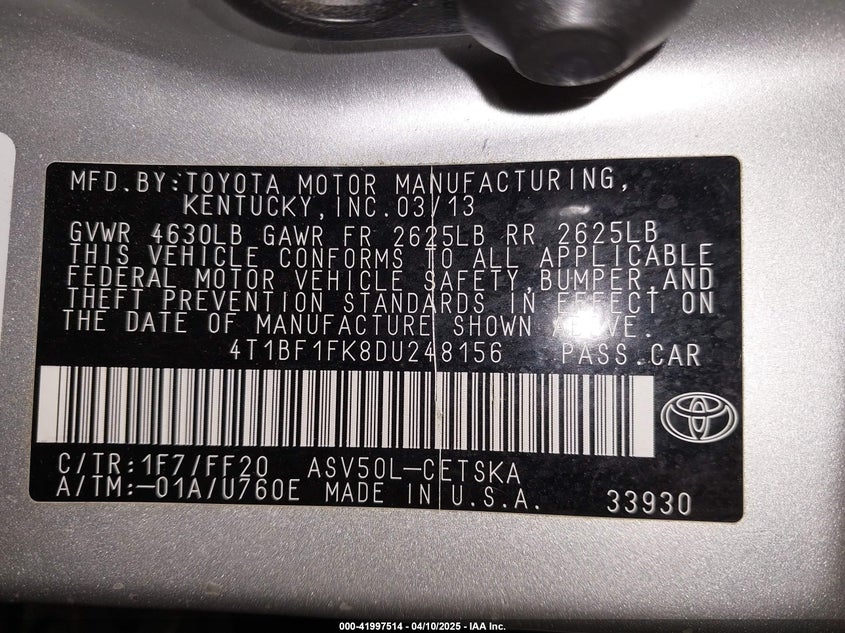 MFD.BY:TOYOTA MOTOR MANUFACTURING,
KENTUCKY,INC.03/13
GVWR 4630LB GAWR FR 2625LB RR 2625LB
THIS VEHICLE CONFORMS TO ALL APPLICABLE
FEDERAL MOTOR VEHICLE SAFETY,BUMPER,AND
THEFT PREVENTION STANDARDS IN EFFECT ON
THE DATE OF MANUFACTURE SHOWN ABOVE.
4T1BF1FK8DU248156 PASS.CAR
C/TR:1F7/FF20 ASV50L-CETSKA
A/TM:-01A/U760E MADE IN U.S.A. 33930
000-41997514 - 04/10/2025 - IAA Inc.